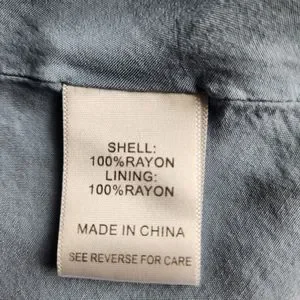 SHELL:
100%RAYON
LINING:
100%RAYON
MADE IN CHINA
SEE REVERSE FOR CARE